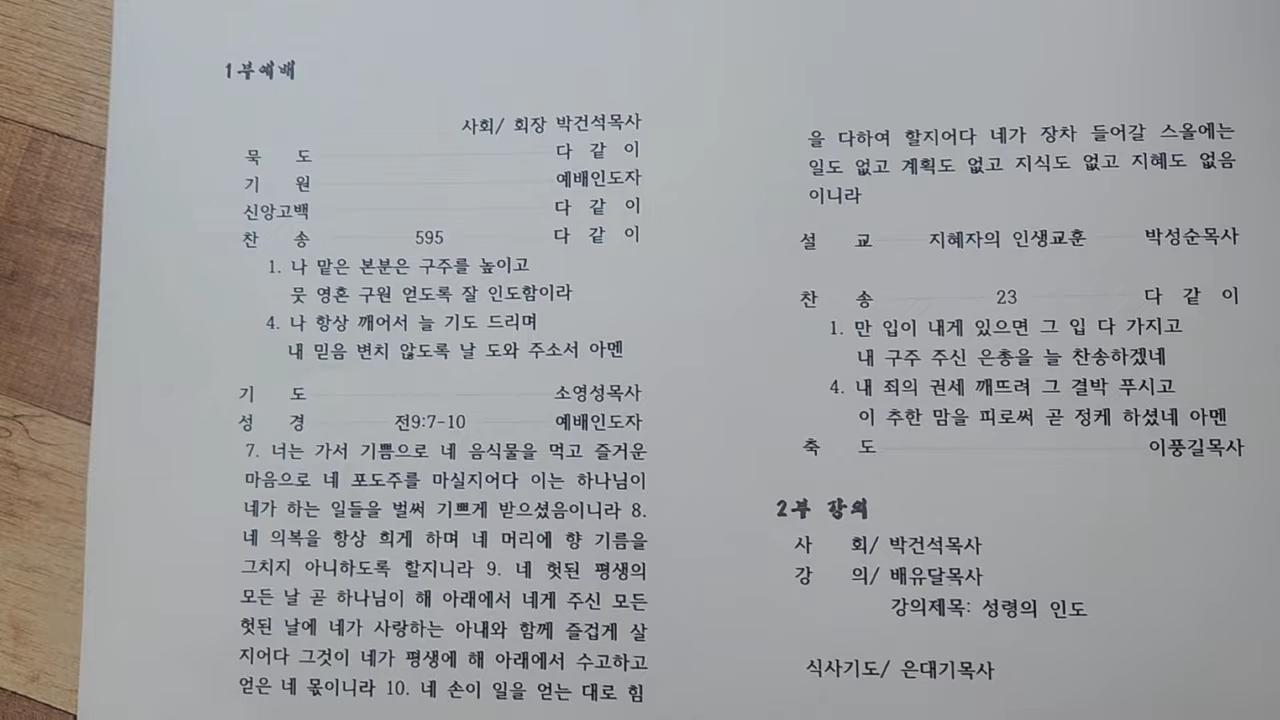 1부예배
사회/ 회장 박건석목사
묵 도 다 같 이
기 원 예배인도자
신앙고백 다 같 이
찬 송 595 다 같 이
1. 나 맡은 본분은 구주를 높이고
뭇 영혼 구원 얻도록 잘 인도함이라
4. 나 항상 깨어서 늘 기도 드리며
내 믿음 변치 않도록 날 도와 주소서 아멘
기 도 소영성목사
성 경 전9:7-10 예배인도자
7. 너는 가서 기쁨으로 네 음식물을 먹고 즐거운
마음으로 네 포도주를 마실지어다 이는 하나님이
네가 하는 일들을 벌써 기쁘게 받으셨음이니라 8.
네 의복을 항상 희게 하며 네 머리에 향 기름을
그치지 아니하도록 할지니라 9. 네 헛된 평생의
모든 날 곧 하나님이 해 아래에서 네게 주신 모든
헛된 날에 네가 사랑하는 아내와 함께 즐겁게 살
지어다 그것이 네가 평생에 해 아래에서 수고하고
얻은 네 몫이니라 10. 네 손이 일을 얻는 대로 힘
을 다하여 할지어다 네가 장차 들어갈 스올에는
일도 없고 계획도 없고 지식도 없고 지혜도 없음
이니라
설 교 지혜자의 인생교훈 박성순목사
찬 송 23 다 같 이
1. 만 입이 내게 있으면 그 입 다 가지고
내 구주 주신 은총을 늘 찬송하겠네
4. 내 죄의 권세 깨뜨려 그 결박 푸시고
이 추한 맘을 피로써 곧 정케 하셨네 아멘
축 도 이풍길목사
2부 강의
사 회/ 박건석목사
강 의/ 배유달목사
강의제목: 성령의 인도
식사기도/ 은대기목사